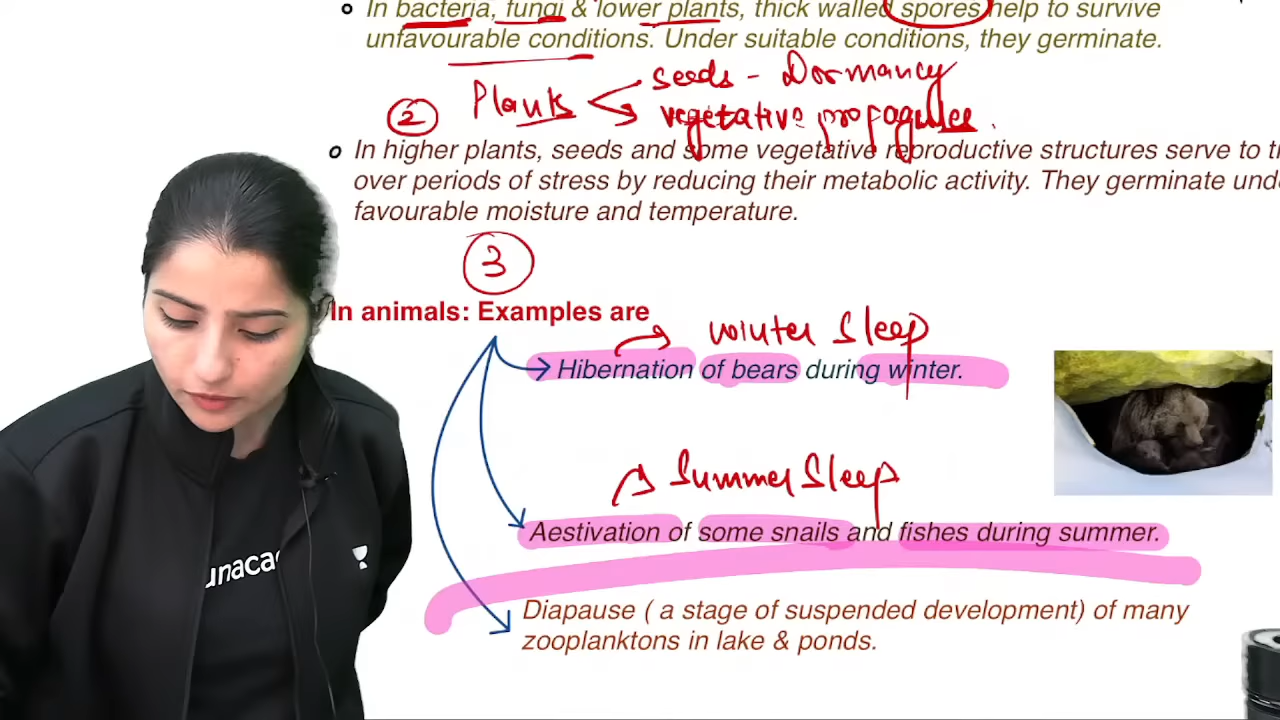 In bacteria, fungi & lower plants, thick walled spores help to survive
unfavourable conditions. Under suitable conditions, they germinate.
seeds - Dormancy
2 Plants
vegetative propagules.
In higher plants, seeds and some vegetative reproductive structures serve to
over periods of stress by reducing their metabolic activity. They germinate
favourable moisture and temperature.
3
In animals: Examples are
winter Sleep
Hibernation of bears during winter.
Summer Sleep
Aestivation of some snails and fishes during summer.
Diapause ( a stage of suspended development) of many
zooplanktons in lake & ponds.
unaca